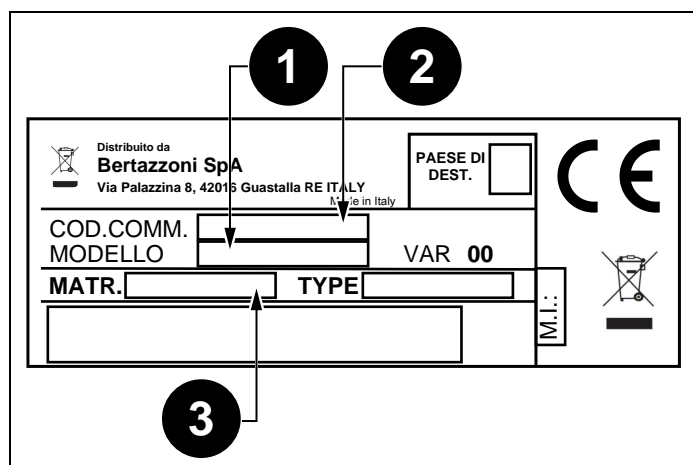 1 2
Distribuito da
Bertazzoni SpA
Via Palazzina 8, 42016 Guastalla RE ITALY
Made in Italy
PAESE DI
DEST.
CE
COD.COMM.
MODELLO
VAR 00
MATR.
TYPE
M.I.:
3